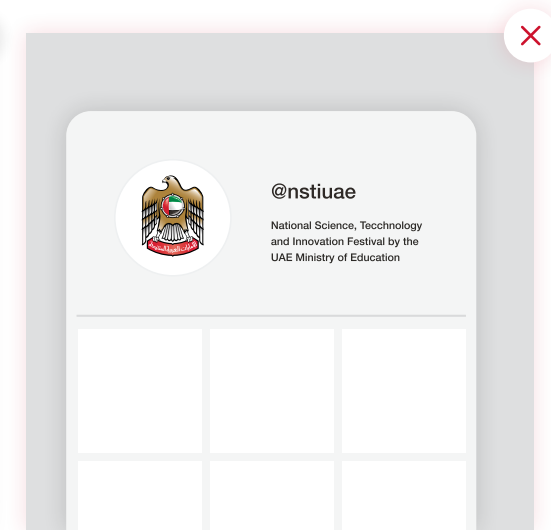 @nstiuae
National Science, Tecchnology
and Innovation Festival by the
UAE Ministry of Education